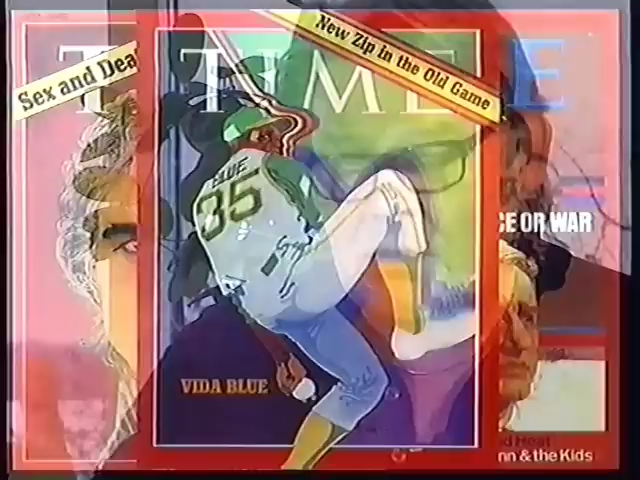 Sex and Dea
New Zip in the Old Game
TIME
E
BLUE
35
CE OR WAR
VIDA BLUE
d Heat
nn & the Kids